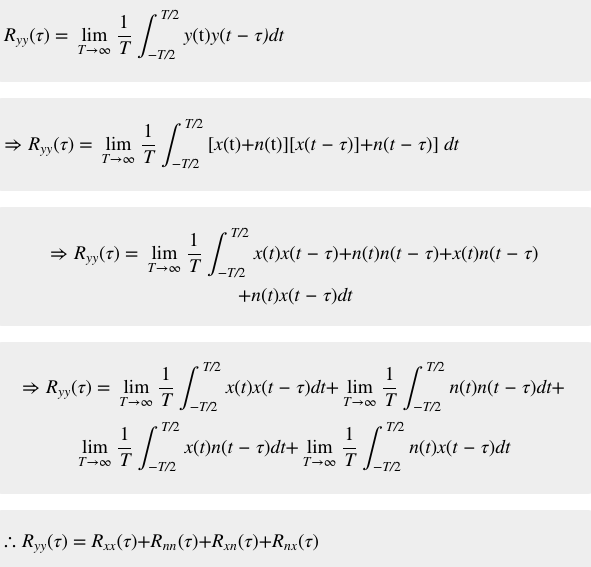 R_yy(τ) = lim_{T→∞} 1/T ∫_{−T/2}^{T/2} y(t)y(t − τ)dt
⇒ R_yy(τ) = lim_{T→∞} 1/T ∫_{−T/2}^{T/2} [x(t)+n(t)][x(t − τ)]+n(t − τ)] dt
⇒ R_yy(τ) = lim_{T→∞} 1/T ∫_{−T/2}^{T/2} x(t)x(t − τ)+n(t)n(t − τ)+x(t)n(t − τ)
+n(t)x(t − τ)dt
⇒ R_yy(τ) = lim_{T→∞} 1/T ∫_{−T/2}^{T/2} x(t)x(t − τ)dt+ lim_{T→∞} 1/T ∫_{−T/2}^{T/2} n(t)n(t − τ)dt+
lim_{T→∞} 1/T ∫_{−T/2}^{T/2} x(t)n(t − τ)dt+ lim_{T→∞} 1/T ∫_{−T/2}^{T/2} n(t)x(t − τ)dt
∴ R_yy(τ) = R_xx(τ)+R_nn(τ)+R_xn(τ)+R_nx(τ)